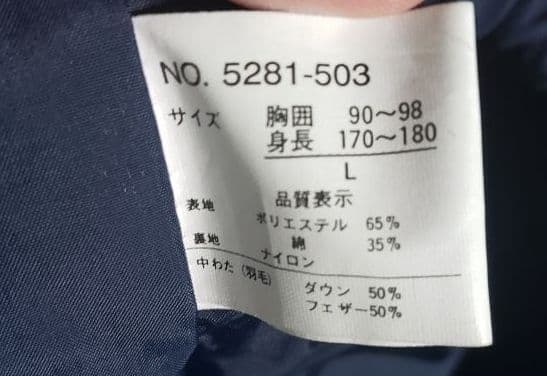 NO. 5281-503
サイズ 胸囲 90～98
身長 170～180
L
品質表示
表地 ポリエステル 65%
綿 35%
裏地 ナイロン
中わた（羽毛） ダウン 50%
フェザー50%